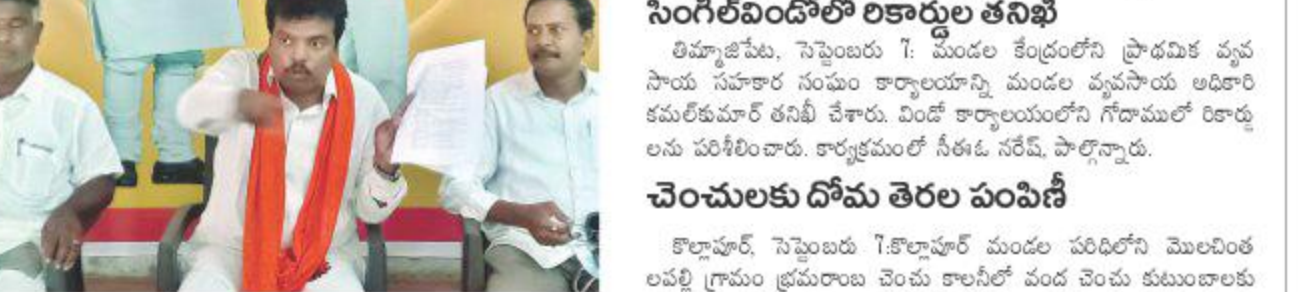 సింగిల్‌విండోలో రికార్డుల తనిఖీ
తిమ్మాజిపేట, సెప్టెంబరు 7: మండల కేంద్రంలోని ప్రాథమిక వ్యవ
సాయ సహకార సంఘం కార్యాలయాన్ని మండల వ్యవసాయ అధికారి
కమల్‌కుమార్ తనిఖీ చేశారు. విండో కార్యాలయంలోని గోదాములో రికార్డు
లను పరిశీలించారు. కార్యక్రమంలో సీఈఓ నరేష్, పాల్గొన్నారు.
చెంచులకు దోమ తెరల పంపిణీ
కొల్లాపూర్, సెప్టెంబరు 7:కొల్లాపూర్ మండల పరిధిలోని మొలచింత
లపల్లి గ్రామం భ్రమరాంబ చెంచు కాలనీలో వంద చెంచు కుటుంబాలకు